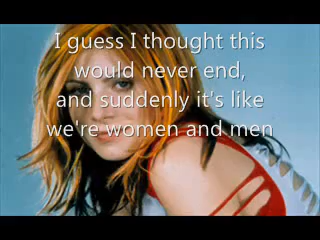 I guess I thought this
would never end,
and suddenly it's like
we're women and men